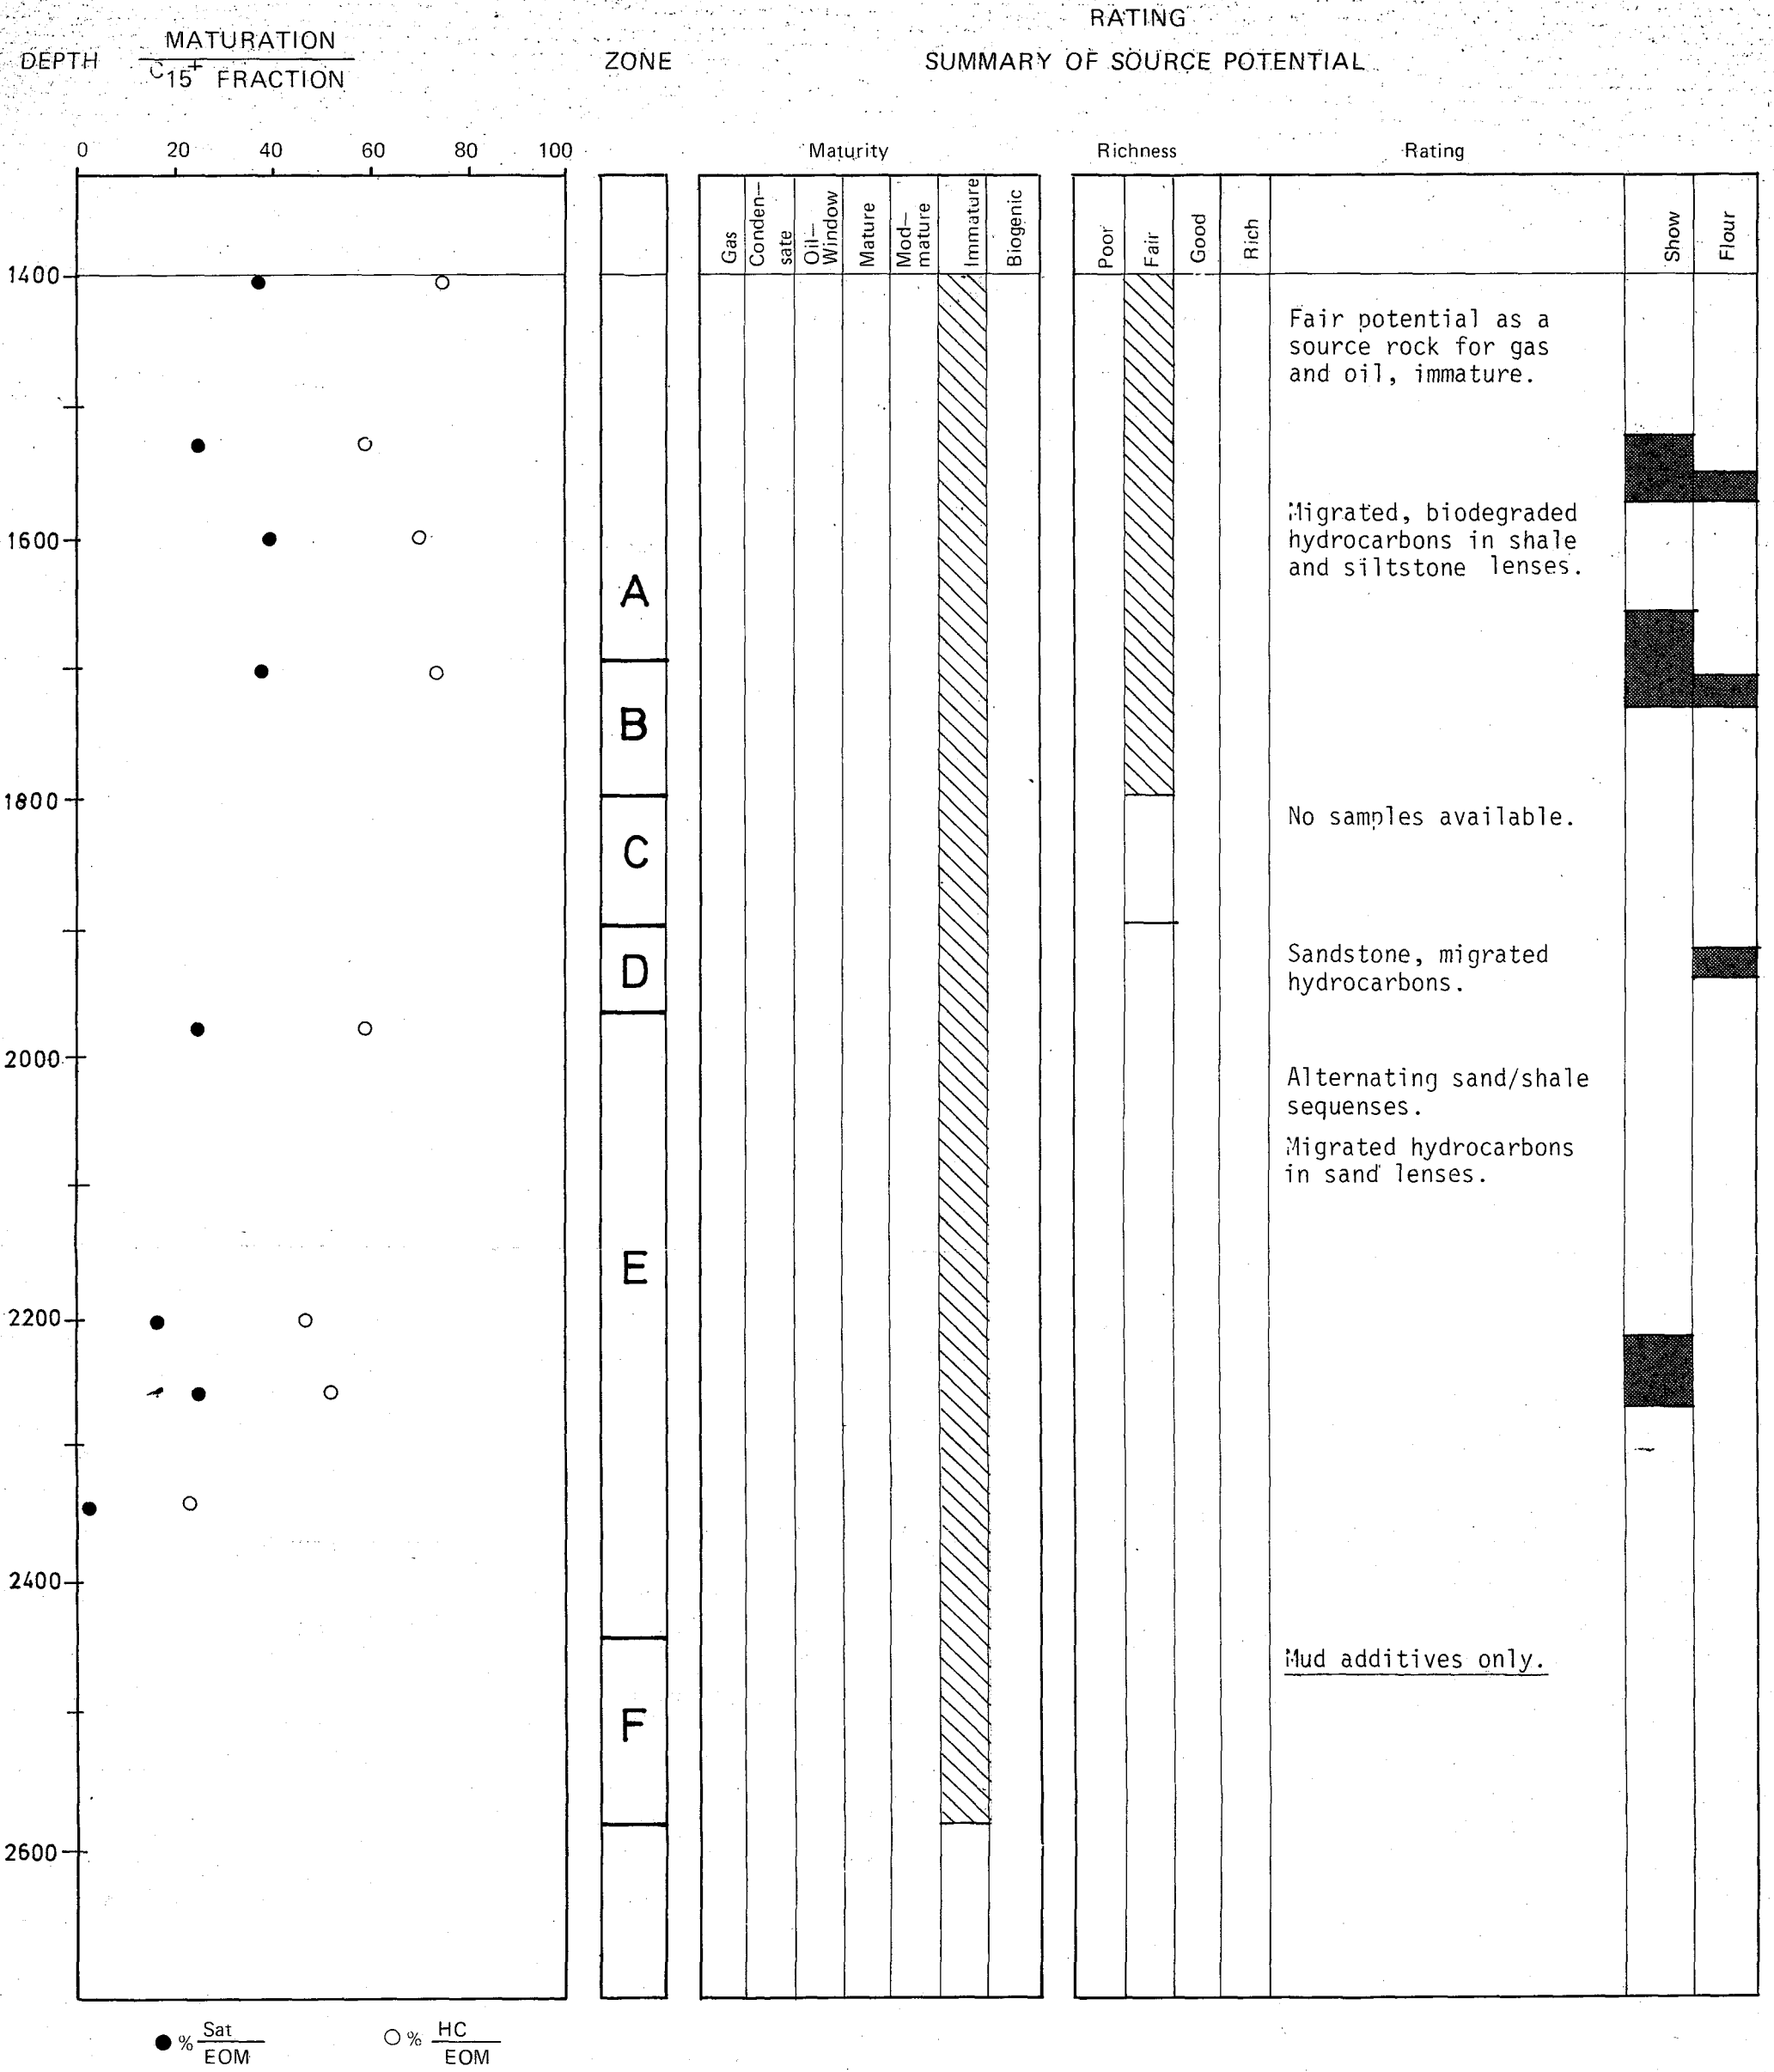 RATING
MATURATION
DEPTH
C15+ FRACTION
ZONE
SUMMARY OF SOURCE POTENTIAL
0 20 40 60 80 100
Maturity
Richness
Rating
Gas
Conden–
sate
Oil–
Window
Mature
Mod–
mature
Immature
Biogenic
Poor
Fair
Good
Rich
Show
Flour
1400
Fair potential as a
source rock for gas
and oil, immature.
Migrated, biodegraded
hydrocarbons in shale
and siltstone lenses.
1600
A
B
1800
No samples available.
C
Sandstone, migrated
hydrocarbons.
D
2000
Alternating sand/shale
sequenses.
Migrated hydrocarbons
in sand lenses.
E
2200
2400
Mud additives only.
F
2600
% Sat
EOM
% HC
EOM